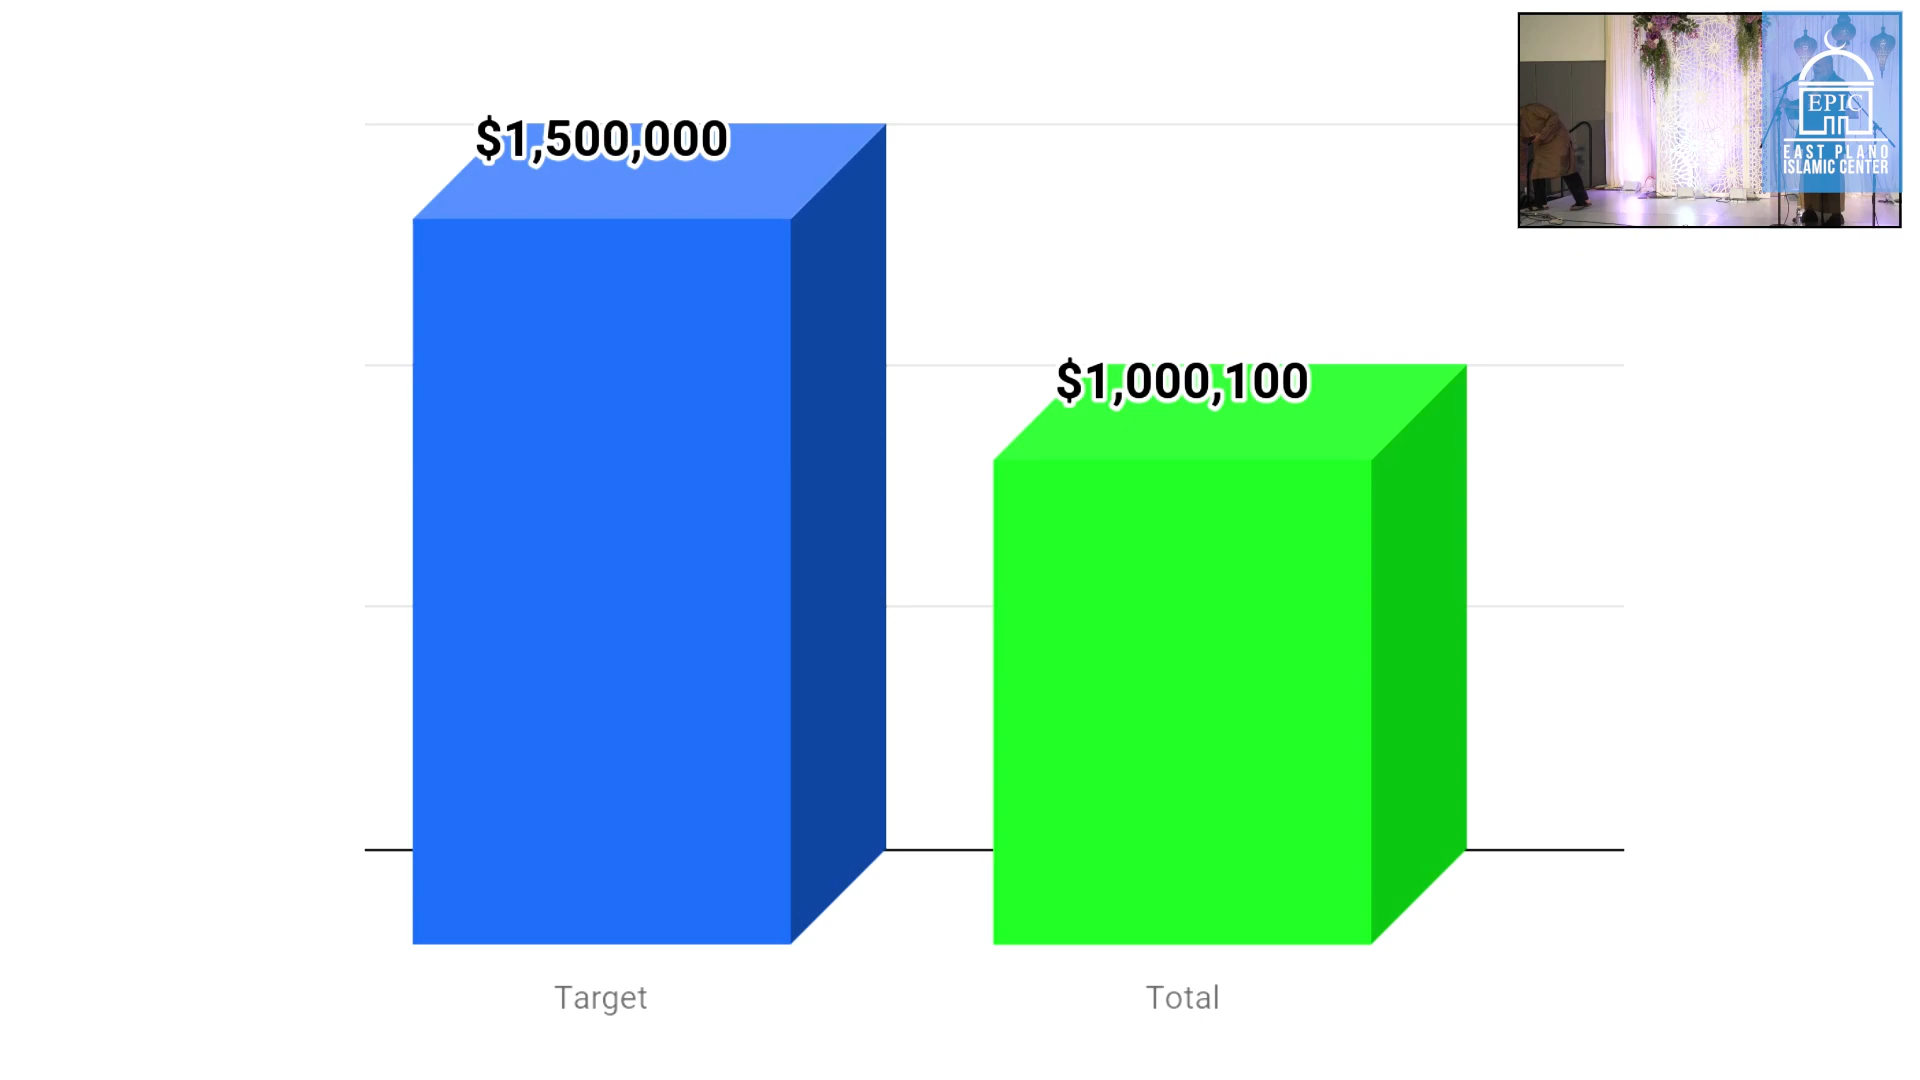 $1,500,000
$1,000,100
Target
Total
EPIC
EAST PLANO
ISLAMIC CENTER